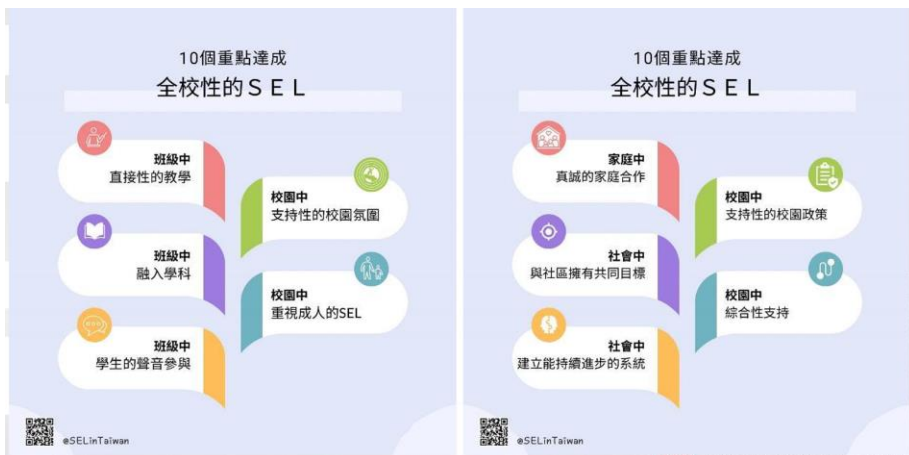 10個重點達成
全校性的ＳＥＬ
班級中
直接性的教學
校園中
支持性的校園氛圍
班級中
融入學科
校園中
重視成人的SEL
班級中
學生的聲音參與
@SELinTaiwan
10個重點達成
全校性的ＳＥＬ
家庭中
真誠的家庭合作
校園中
支持性的校園政策
社會中
與社區擁有共同目標
校園中
綜合性支持
社會中
建立能持續進步的系統
@SELinTaiwan